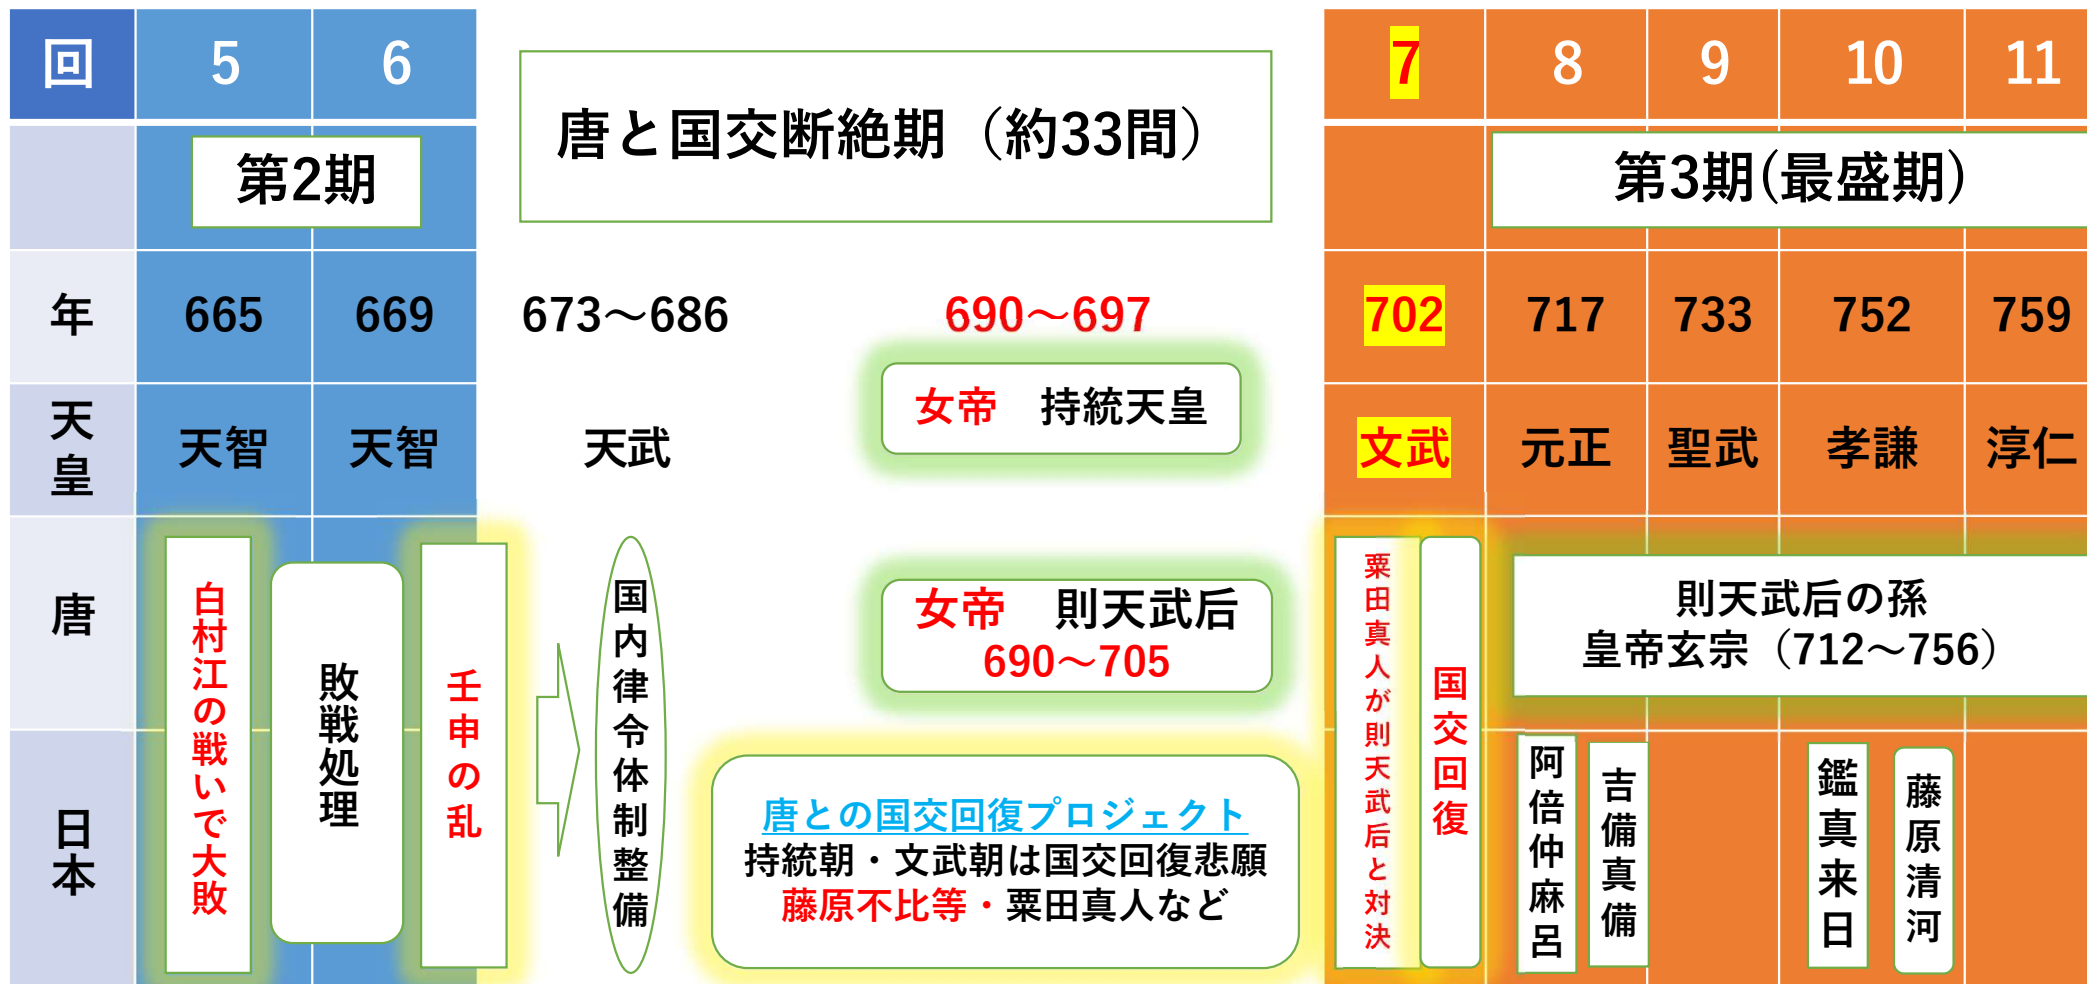 回 5 6 7 8 9 10 11
第2期
唐と国交断絶期（約33間）
第3期(最盛期)
年 665 669 673～686 690～697 702 717 733 752 759
天皇 天智 天智 天武 女帝　持統天皇 文武 元正 聖武 孝謙 淳仁
唐
日本
白村江の戦いで大敗
敗戦処理
壬申の乱
国内律令体制整備
女帝　則天武后
690～705
唐との国交回復プロジェクト
持統朝・文武朝は国交回復悲願
藤原不比等・粟田真人など
粟田真人が則天武后と対決
国交回復
則天武后の孫
皇帝玄宗（712～756）
阿倍仲麻呂
吉備真備
鑑真来日
藤原清河